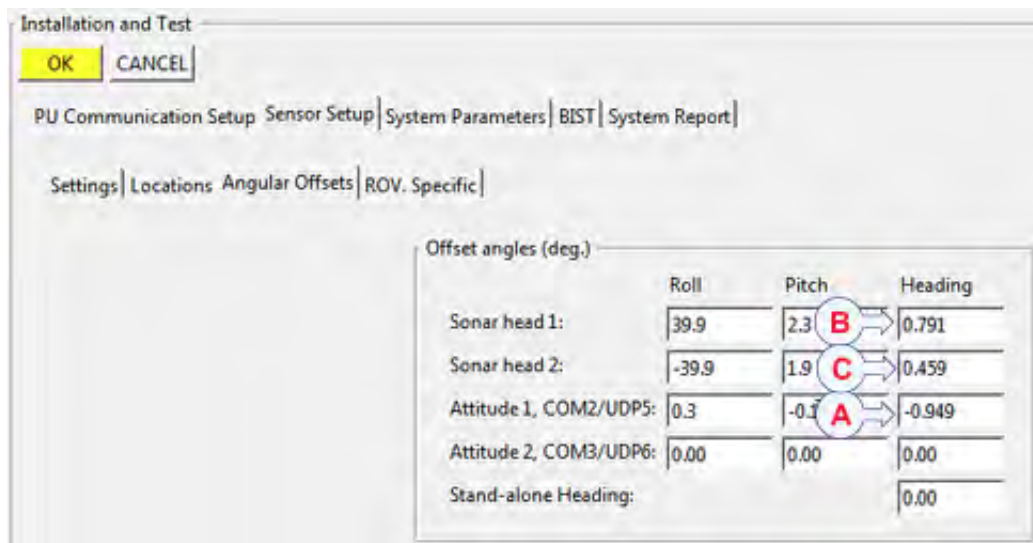 Installation and Test
OK CANCEL
PU Communication Setup Sensor Setup System Parameters BIST System Report
Settings Locations Angular Offsets ROV. Specific
Offset angles (deg.)
Roll Pitch Heading
Sonar head 1: 39.9 2.3 B 0.791
Sonar head 2: -39.9 1.9 C 0.459
Attitude 1, COM2/UDP5: 0.3 A -0.949
Attitude 2, COM3/UDP6: 0.00 0.00 0.00
Stand-alone Heading: 0.00